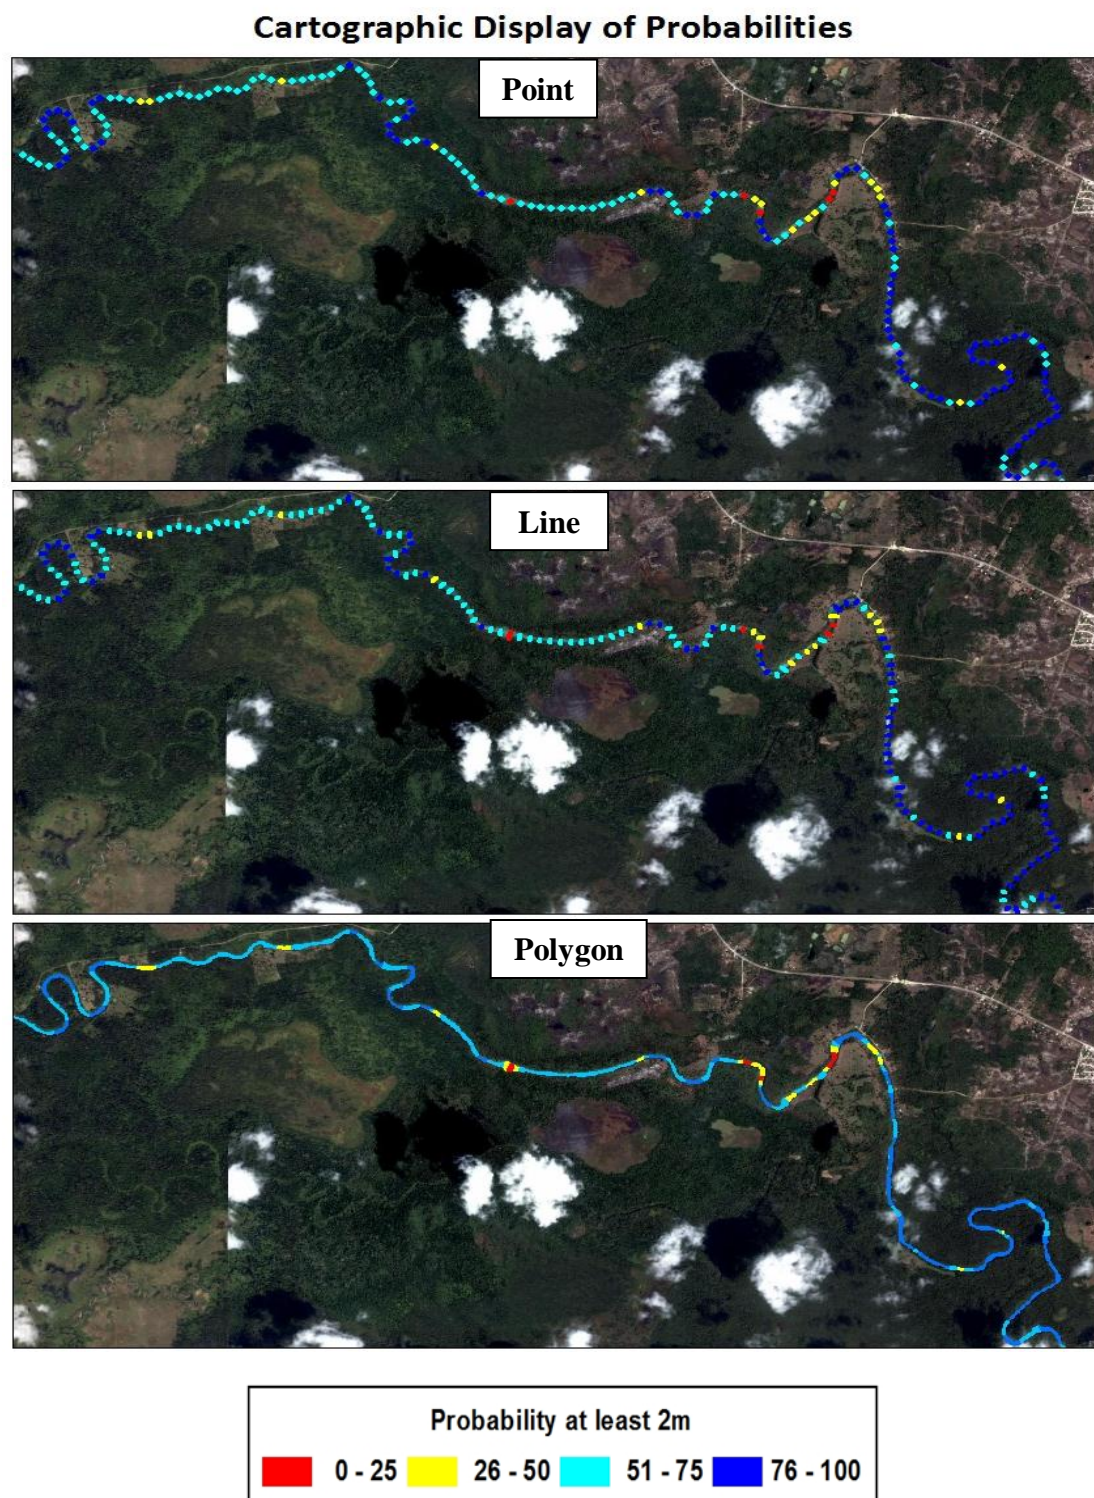 Cartographic Display of Probabilities
Point
Line
Polygon
Probability at least 2m
0 - 25 26 - 50 51 - 75 76 - 100